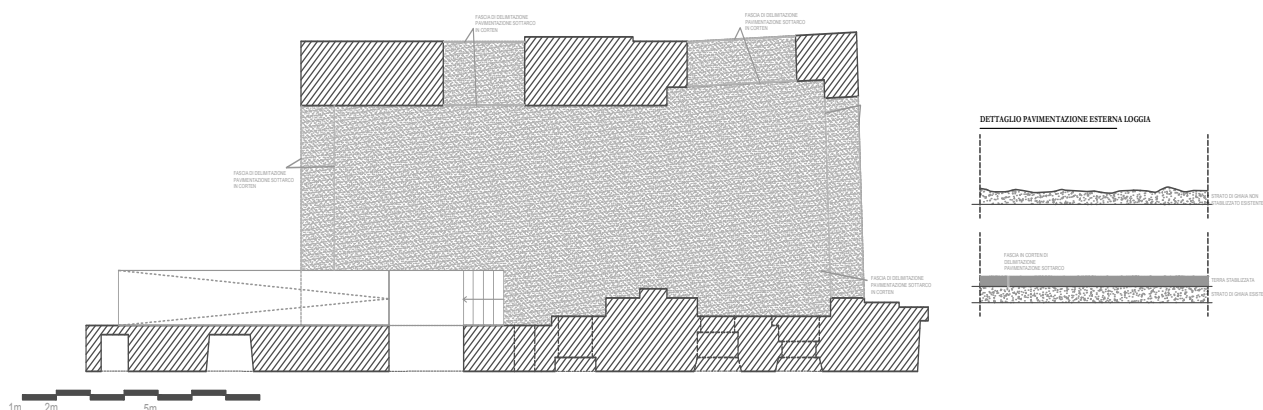 FASCIA DI DELIMITAZIONE
PAVIMENTAZIONE SOTTARCO
IN CORTEN
FASCIA DI DELIMITAZIONE
PAVIMENTAZIONE SOTTARCO
IN CORTEN
FASCIA DI DELIMITAZIONE
PAVIMENTAZIONE SOTTARCO
IN CORTEN
FASCIA DI DELIMITAZIONE
PAVIMENTAZIONE SOTTARCO
IN CORTEN
1m 2m 5m
DETTAGLIO PAVIMENTAZIONE ESTERNA LOGGIA
STRATO DI GHIAIA NON
STABILIZZATO ESISTENTE
FASCIA IN CORTEN DI
DELIMITAZIONE
PAVIMENTAZIONE SOTTARCO
TERRA STABILIZZATA
STRATO DI GHIAIA ESISTE